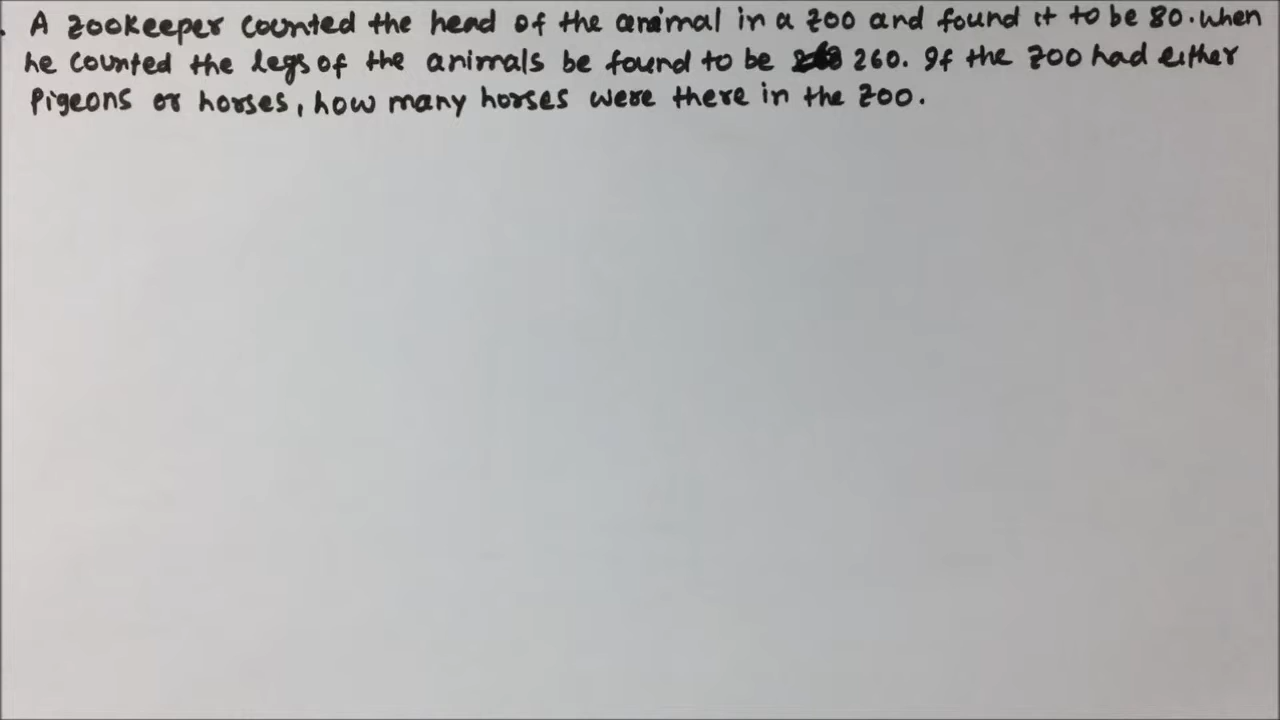 . A zookeeper counted the head of the animal in a zoo and found it to be 80. when
he counted the legs of the animals be found to be 260. If the zoo had either
Pigeons or horses, how many horses were there in the zoo.